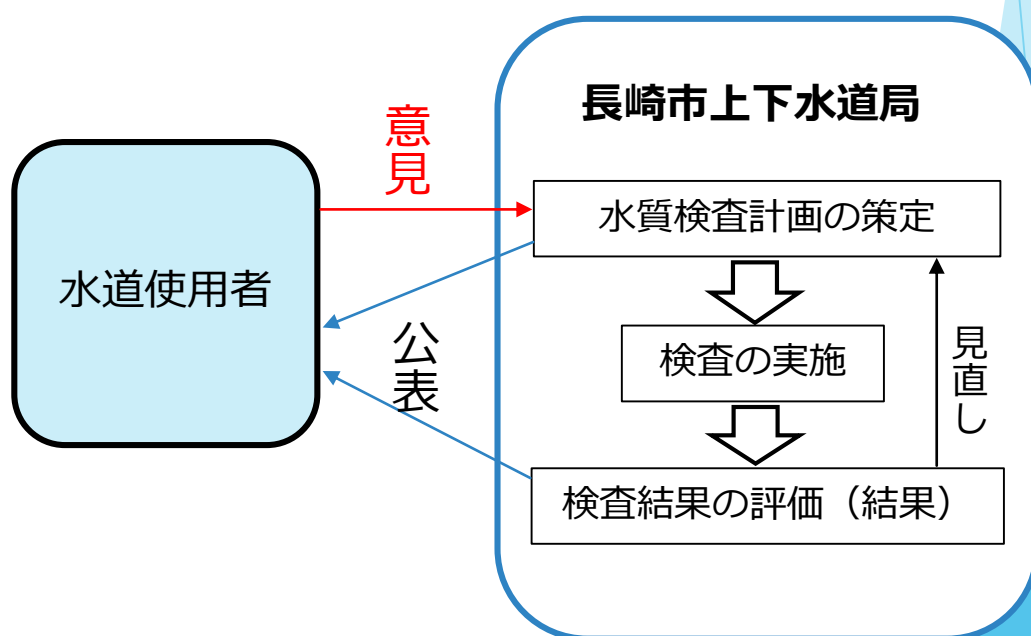 長崎市上下水道局
意見
水質検査計画の策定
水道使用者
公表
検査の実施
見直し
検査結果の評価（結果）